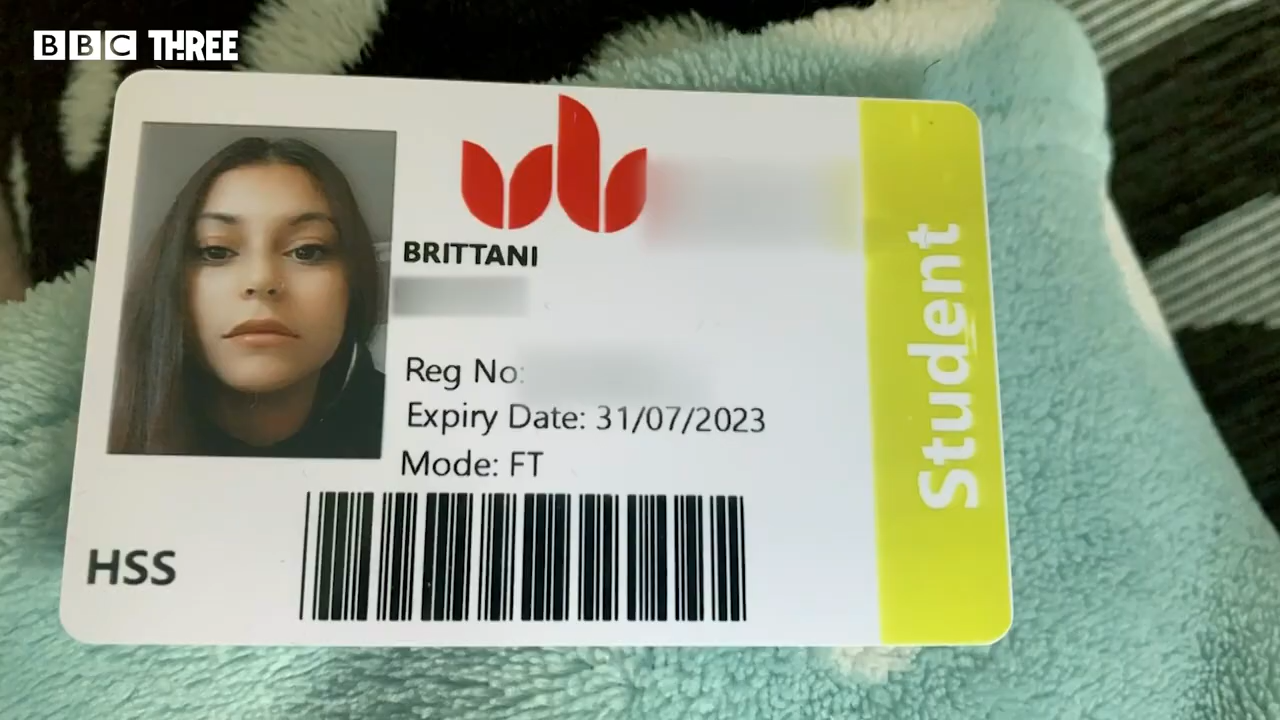 BBC THREE
BRITTANI
Reg No:
Expiry Date: 31/07/2023
Mode: FT
HSS
Student